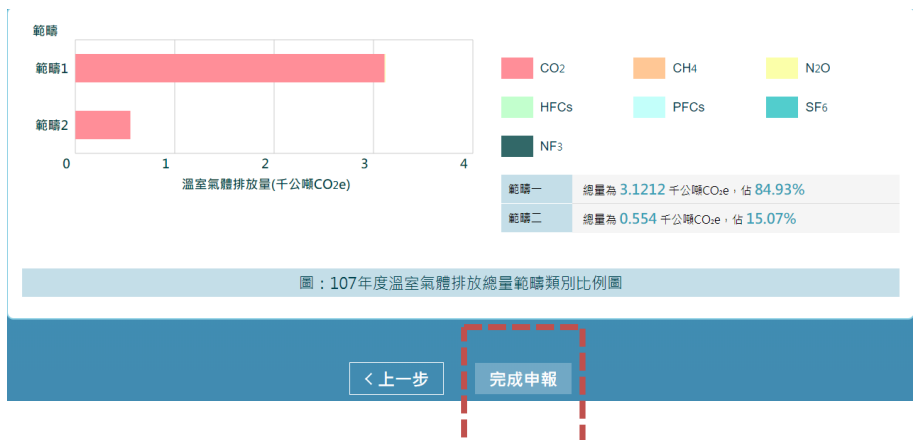 範疇
範疇1
範疇2
0 1 2 3 4
溫室氣體排放量(千公噸CO2e)
CO2 CH4 N2O
HFCs PFCs SF6
NF3
範疇一 總量為 3.1212 千公噸CO2e，佔 84.93%
範疇二 總量為 0.554 千公噸CO2e，佔 15.07%
圖：107年度溫室氣體排放總量範疇類別比例圖
< 上一步 完成申報